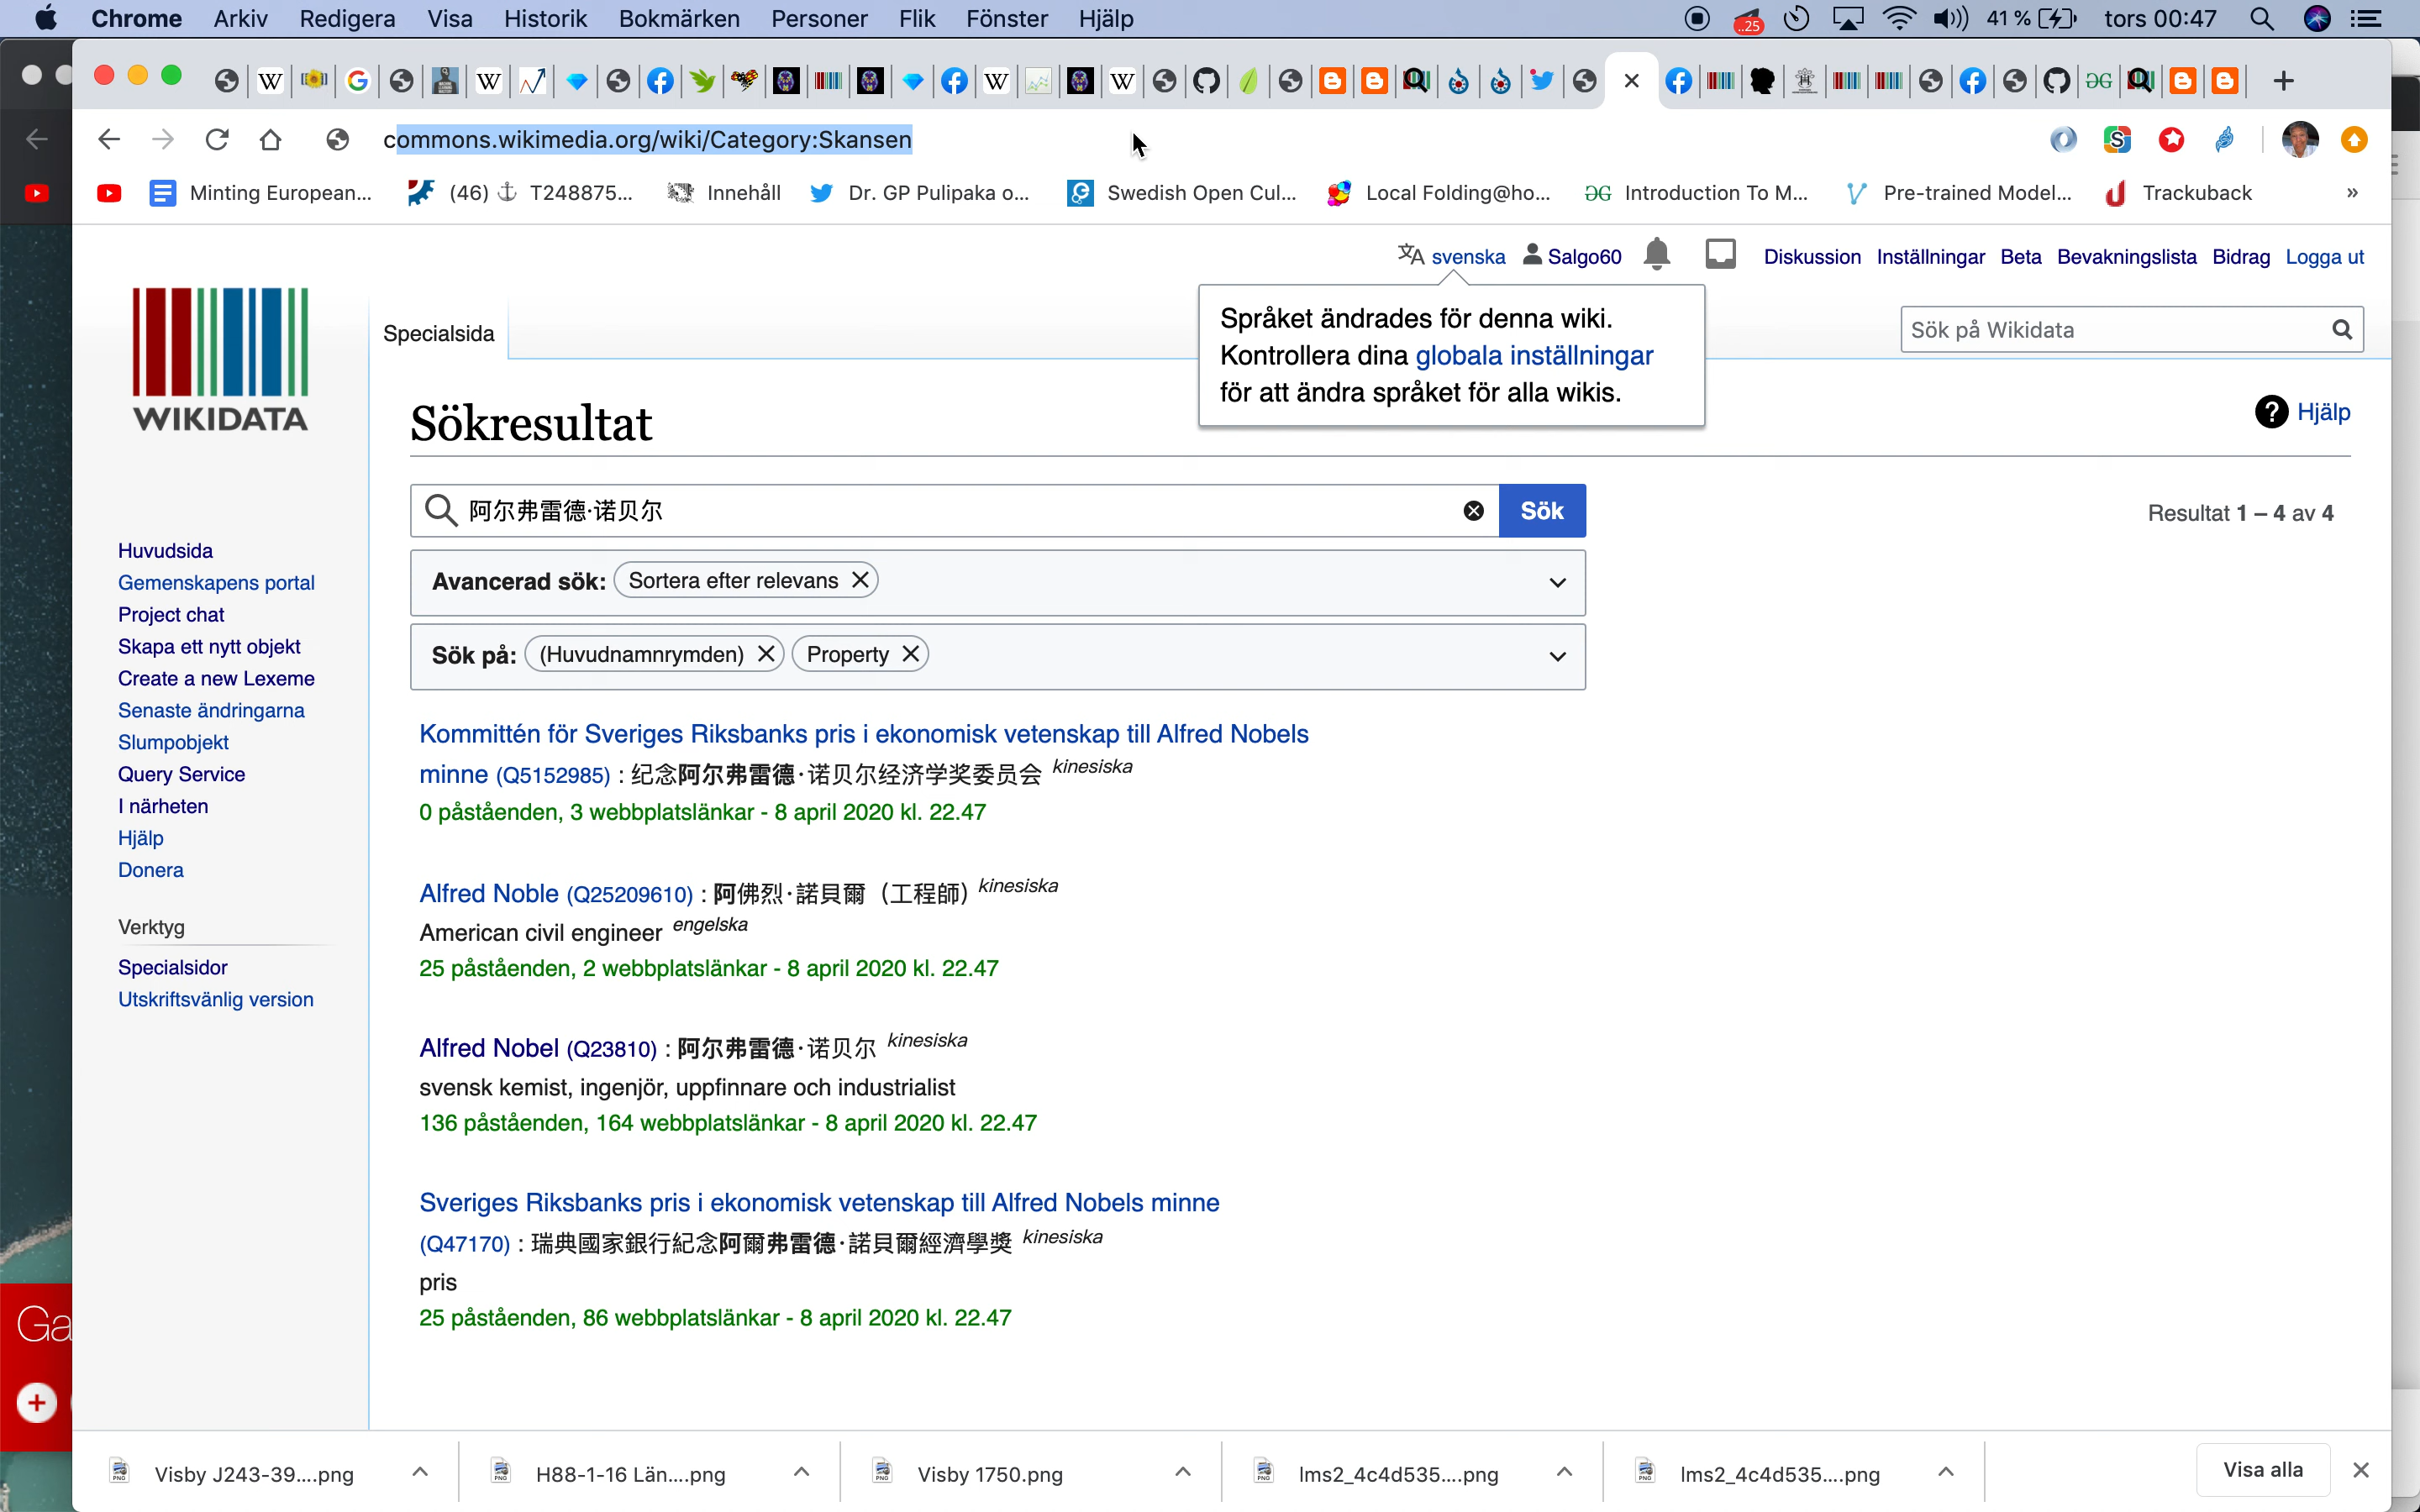 Chrome Arkiv Redigera Visa Historik Bokmärken Personer Flik Fönster Hjälp ..25 41 % tors 00:47
commons.wikimedia.org/wiki/Category:Skansen
Minting European... (46) ⚓ T248875... Innehåll Dr. GP Pulipaka o... Swedish Open Cul... Local Folding@ho... Introduction To M... Pre-trained Model... Trackuback »
svenska Salgo60 Diskussion Inställningar Beta Bevakningslista Bidrag Logga ut
Språket ändrades för denna wiki.
Kontrollera dina globala inställningar
för att ändra språket för alla wikis.
WIKIDATA
Specialsida
Sök på Wikidata
Sökresultat
Hjälp
阿尔弗雷德·诺贝尔
Sök
Resultat 1 – 4 av 4
Avancerad sök: Sortera efter relevans
Sök på: (Huvudnamnrymden) Property
Huvudsida
Gemenskapens portal
Project chat
Skapa ett nytt objekt
Create a new Lexeme
Senaste ändringarna
Slumpobjekt
Query Service
I närheten
Hjälp
Donera
Verktyg
Specialsidor
Utskriftsvänlig version
Kommittén för Sveriges Riksbanks pris i ekonomisk vetenskap till Alfred Nobels
minne (Q5152985) : 纪念阿尔弗雷德·诺贝尔经济学奖委员会 kinesiska
0 påståenden, 3 webbplatslänkar - 8 april 2020 kl. 22.47
Alfred Noble (Q25209610) : 阿佛烈·諾貝爾（工程師） kinesiska
American civil engineer engelska
25 påståenden, 2 webbplatslänkar - 8 april 2020 kl. 22.47
Alfred Nobel (Q23810) : 阿尔弗雷德·诺贝尔 kinesiska
svensk kemist, ingenjör, uppfinnare och industrialist
136 påståenden, 164 webbplatslänkar - 8 april 2020 kl. 22.47
Sveriges Riksbanks pris i ekonomisk vetenskap till Alfred Nobels minne
(Q47170) : 瑞典國家銀行紀念阿爾弗雷德·諾貝爾經濟學獎 kinesiska
pris
25 påståenden, 86 webbplatslänkar - 8 april 2020 kl. 22.47
Ga
Visby J243-39....png H88-1-16 Län....png Visby 1750.png lms2_4c4d535....png lms2_4c4d535....png Visa alla